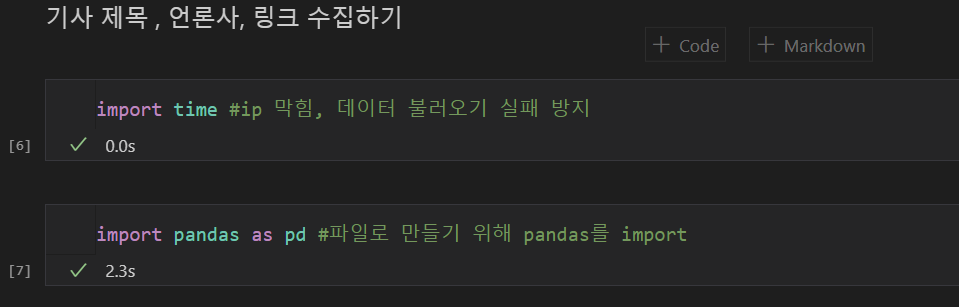 기사 제목 , 언론사, 링크 수집하기
+ Code + Markdown
import time #ip 막힘, 데이터 불러오기 실패 방지
[6] ✓ 0.0s
import pandas as pd #파일로 만들기 위해 pandas를 import
[7] ✓ 2.3s